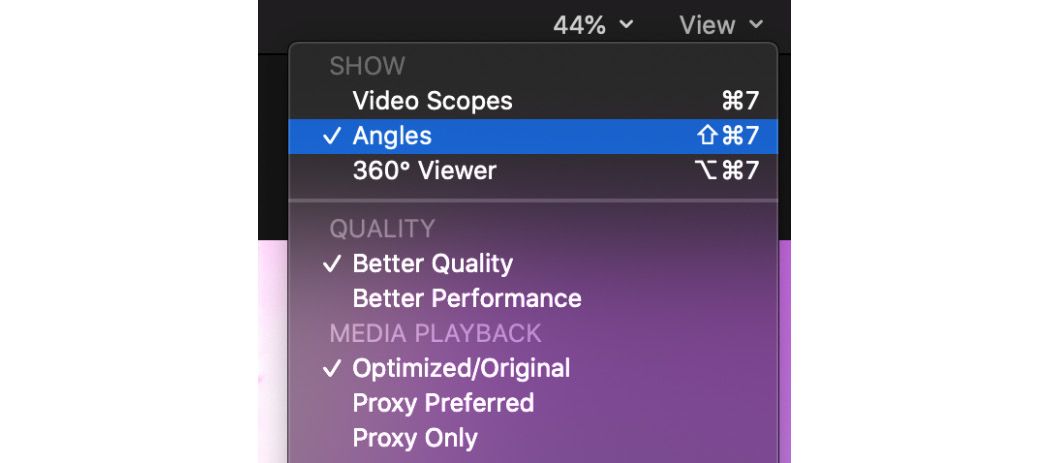 44% View
SHOW
Video Scopes ⌘7
✓ Angles ⇧⌘7
360° Viewer ⌥⌘7
QUALITY
✓ Better Quality
Better Performance
MEDIA PLAYBACK
✓ Optimized/Original
Proxy Preferred
Proxy Only